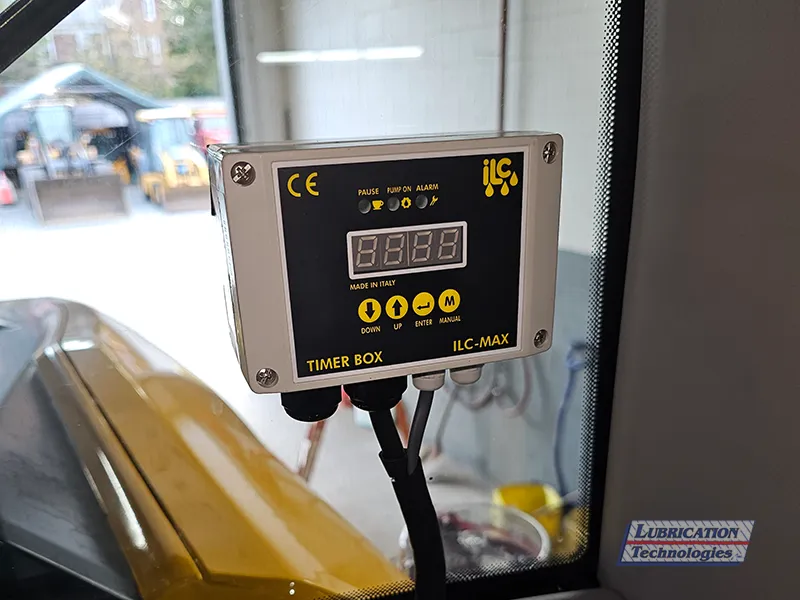 CE
ILC
PAUSE PUMP ON ALARM
MADE IN ITALY
M
DOWN UP ENTER MANUAL
TIMER BOX ILC-MAX
LUBRICATION
Technologies